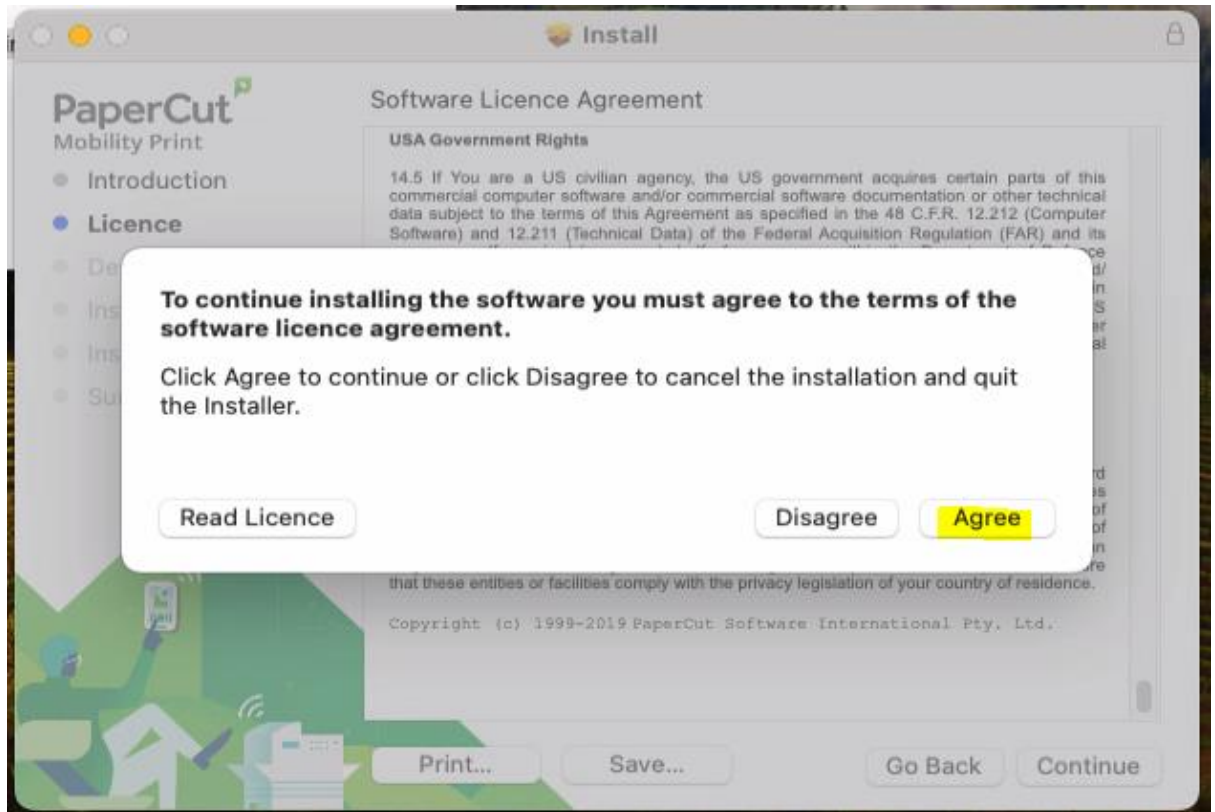 Install
PaperCut
Mobility Print
Introduction
Licence
De
Ins
Ins
Su
Software Licence Agreement
USA Government Rights
14.5 If You are a US civilian agency, the US government acquires certain parts of this
commercial computer software and/or commercial software documentation or other technical
data subject to the terms of this Agreement as specified in the 48 C.F.R. 12.212 (Computer
Software) and 12.211 (Technical Data) of the Federal Acquisition Regulation (FAR) and its
To continue installing the software you must agree to the terms of the
software licence agreement.
Click Agree to continue or click Disagree to cancel the installation and quit
the Installer.
Read Licence
Disagree
Agree
that these entities or facilities comply with the privacy legislation of your country of residence.
Copyright (c) 1999-2019 PaperCut Software International Pty. Ltd.
Print...
Save...
Go Back
Continue